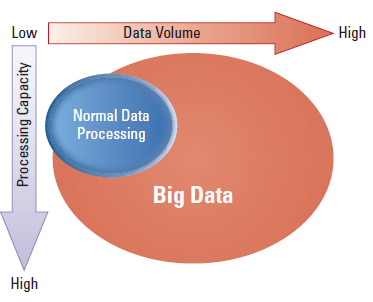 Low
Data Volume
High
Processing Capacity
Normal Data
Processing
Big Data
High